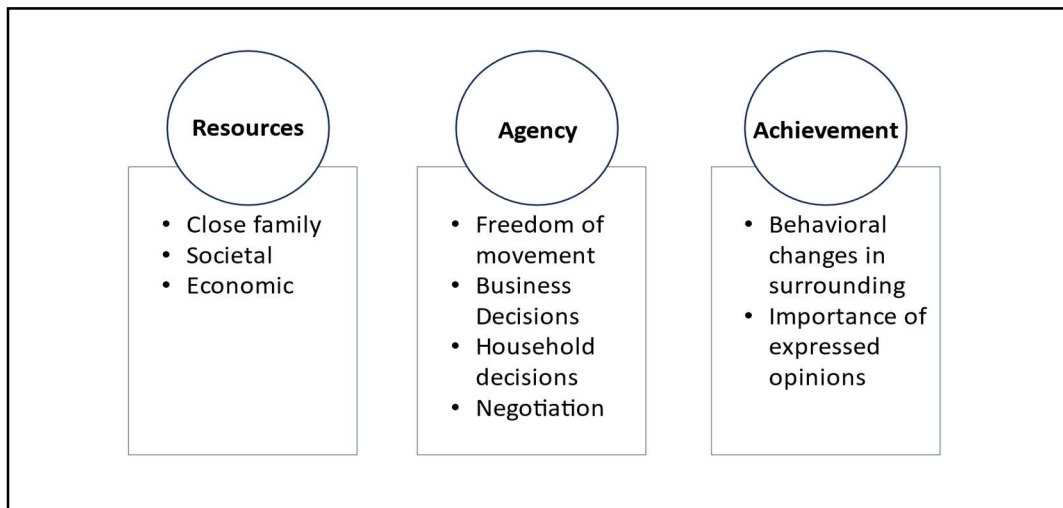 Resources
• Close family
• Societal
• Economic
Agency
• Freedom of
movement
• Business
Decisions
• Household
decisions
• Negotiation
Achievement
• Behavioral
changes in
surrounding
• Importance of
expressed
opinions